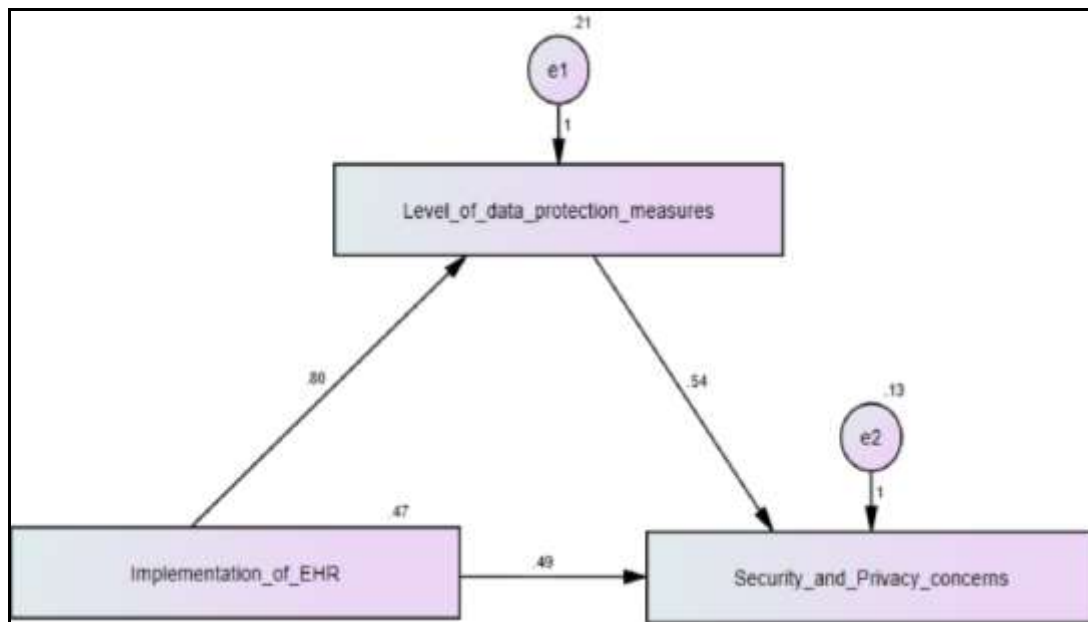 .21
e1
1
Level_of_data_protection_measures
.80
.54
.13
e2
1
.47
Implementation_of_EHR
.49
Security_and_Privacy_concerns